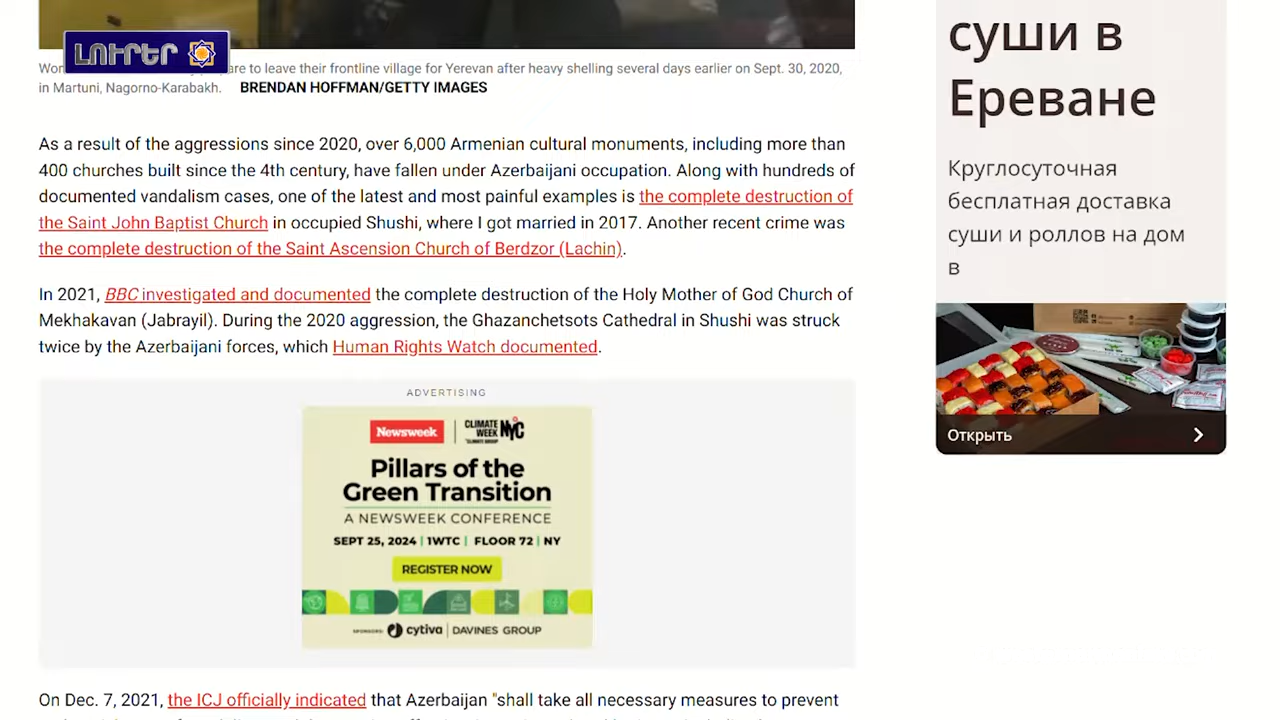 Լուրեր
are to leave their frontline village for Yerevan after heavy shelling several days earlier on Sept. 30, 2020,
in Martuni, Nagorno-Karabakh. BRENDAN HOFFMAN/GETTY IMAGES
As a result of the aggressions since 2020, over 6,000 Armenian cultural monuments, including more than
400 churches built since the 4th century, have fallen under Azerbaijani occupation. Along with hundreds of
documented vandalism cases, one of the latest and most painful examples is the complete destruction of
the Saint John Baptist Church in occupied Shushi, where I got married in 2017. Another recent crime was
the complete destruction of the Saint Ascension Church of Berdzor (Lachin).
In 2021, BBC investigated and documented the complete destruction of the Holy Mother of God Church of
Mekhakavan (Jabrayil). During the 2020 aggression, the Ghazanchetsots Cathedral in Shushi was struck
twice by the Azerbaijani forces, which Human Rights Watch documented.
ADVERTISING
Newsweek
CLIMATE
WEEK NYC
CLIMATE GROUP
Pillars of the
Green Transition
A NEWSWEEK CONFERENCE
SEPT 25, 2024 | 1WTC | FLOOR 72 | NY
REGISTER NOW
SPONSORS: cytiva | DAVINES GROUP
On Dec. 7, 2021, the ICJ officially indicated that Azerbaijan "shall take all necessary measures to prevent
суши в
Ереване
Круглосуточная
бесплатная доставка
суши и роллов на дом
в
Открыть